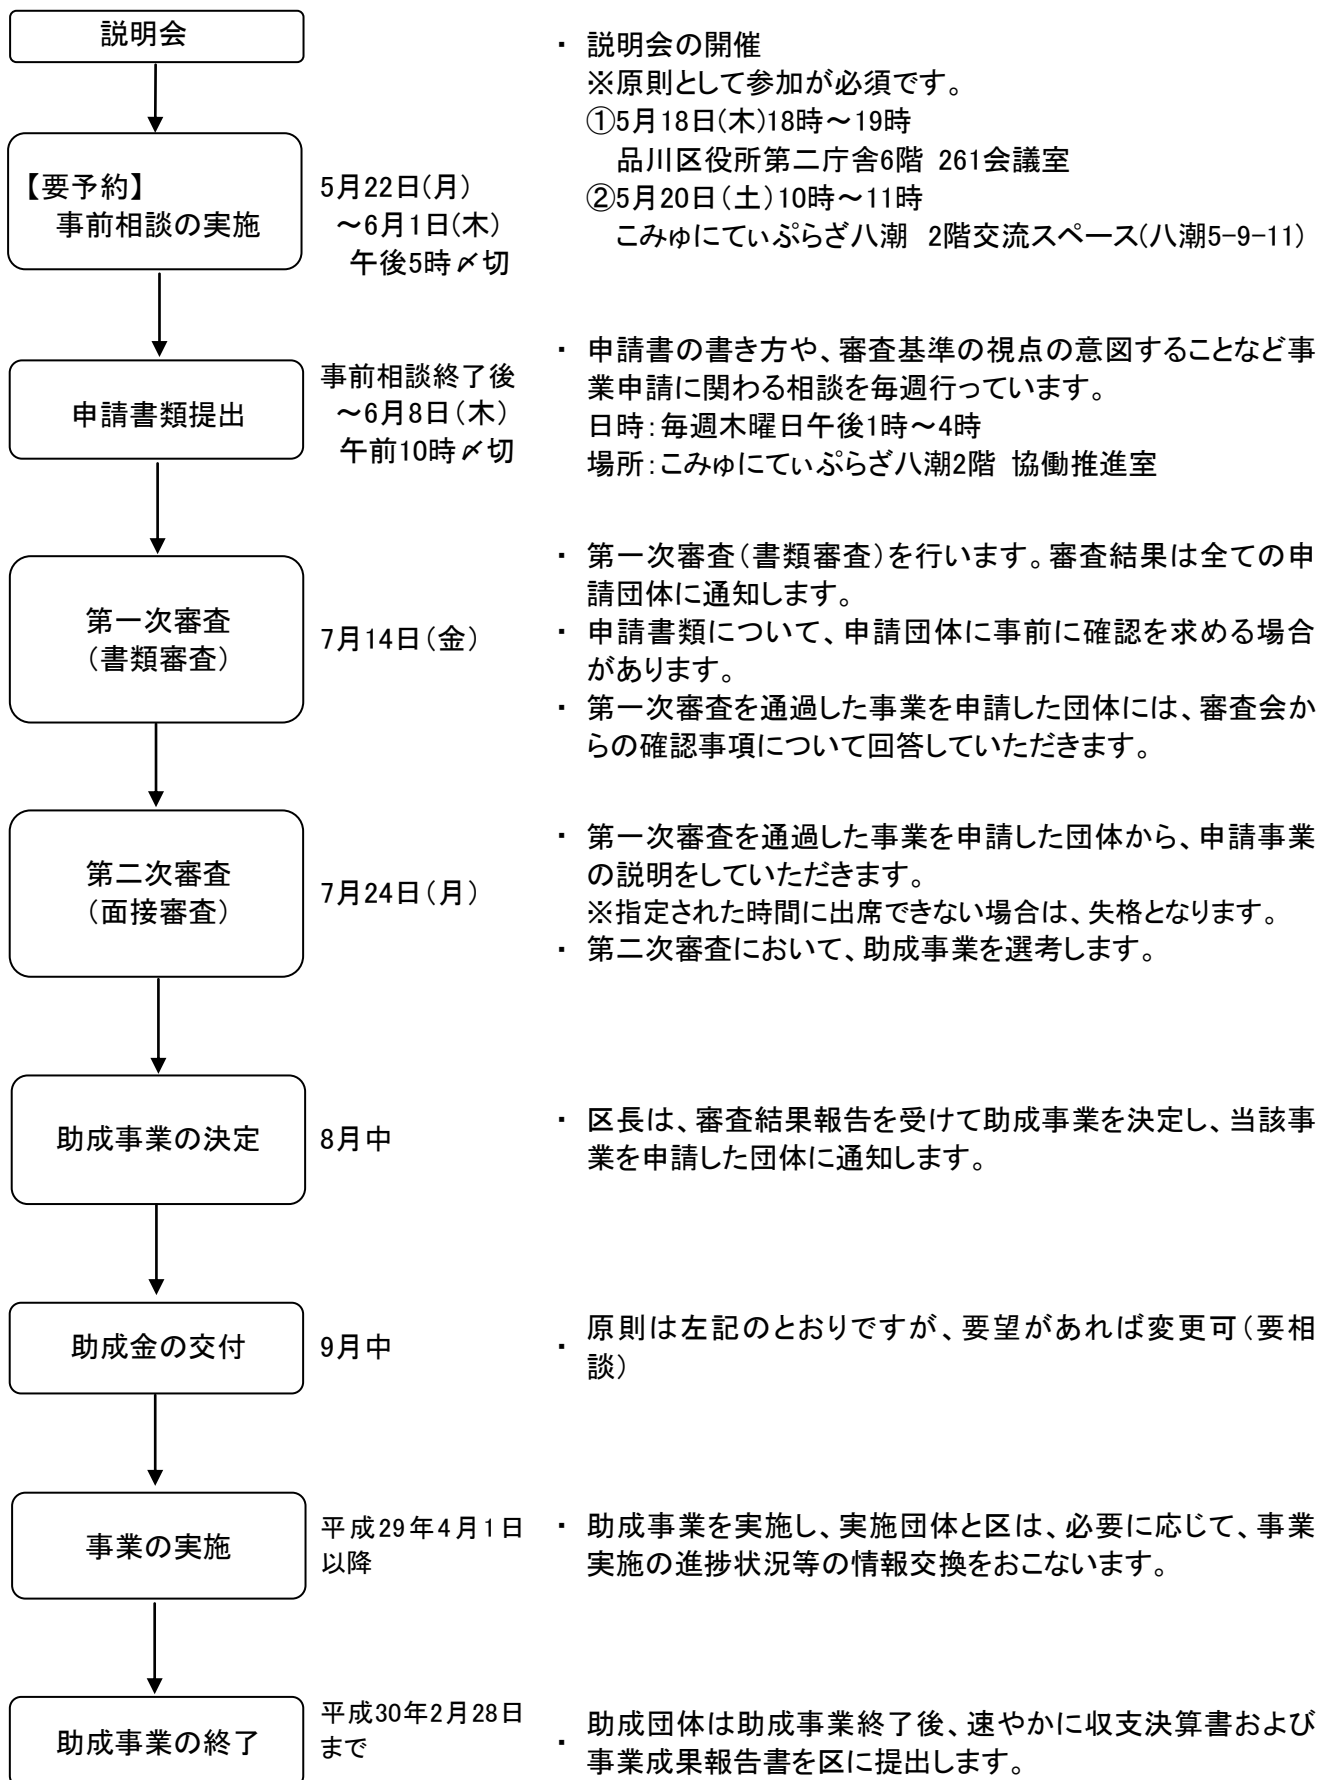 説明会
・ 説明会の開催
※原則として参加が必須です。
①5月18日(木)18時～19時
品川区役所第二庁舎6階 261会議室
②5月20日(土)10時～11時
こみゅにてぃぷらざ八潮 2階交流スペース(八潮5-9-11)
【要予約】
事前相談の実施
5月22日(月)
～6月1日(木)
午後5時〆切
申請書類提出
事前相談終了後
～6月8日(木)
午前10時〆切
・ 申請書の書き方や、審査基準の視点の意図することなど事
業申請に関わる相談を毎週行っています。
日時:毎週木曜日午後1時～4時
場所:こみゅにてぃぷらざ八潮2階 協働推進室
第一次審査
(書類審査)
7月14日(金)
・ 第一次審査(書類審査)を行います。審査結果は全ての申
請団体に通知します。
・ 申請書類について、申請団体に事前に確認を求める場合
があります。
・ 第一次審査を通過した事業を申請した団体には、審査会か
らの確認事項について回答していただきます。
第二次審査
(面接審査)
7月24日(月)
・ 第一次審査を通過した事業を申請した団体から、申請事業
の説明をしていただきます。
※指定された時間に出席できない場合は、失格となります。
・ 第二次審査において、助成事業を選考します。
助成事業の決定
8月中
・ 区長は、審査結果報告を受けて助成事業を決定し、当該事
業を申請した団体に通知します。
助成金の交付
9月中
・ 原則は左記のとおりですが、要望があれば変更可(要相
談)
事業の実施
平成29年4月1日
以降
・ 助成事業を実施し、実施団体と区は、必要に応じて、事業
実施の進捗状況等の情報交換をおこないます。
助成事業の終了
平成30年2月28日
まで
・ 助成団体は助成事業終了後、速やかに収支決算書および
事業成果報告書を区に提出します。